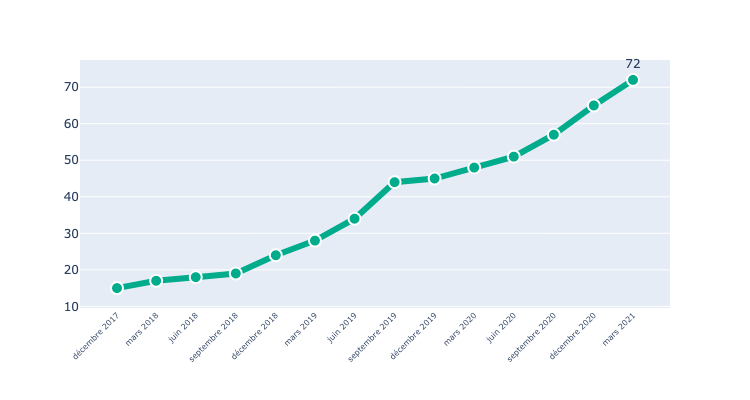 72
70
60
50
40
30
20
10
décembre 2017
mars 2018
juin 2018
septembre 2018
décembre 2018
mars 2019
juin 2019
septembre 2019
décembre 2019
mars 2020
juin 2020
septembre 2020
décembre 2020
mars 2021